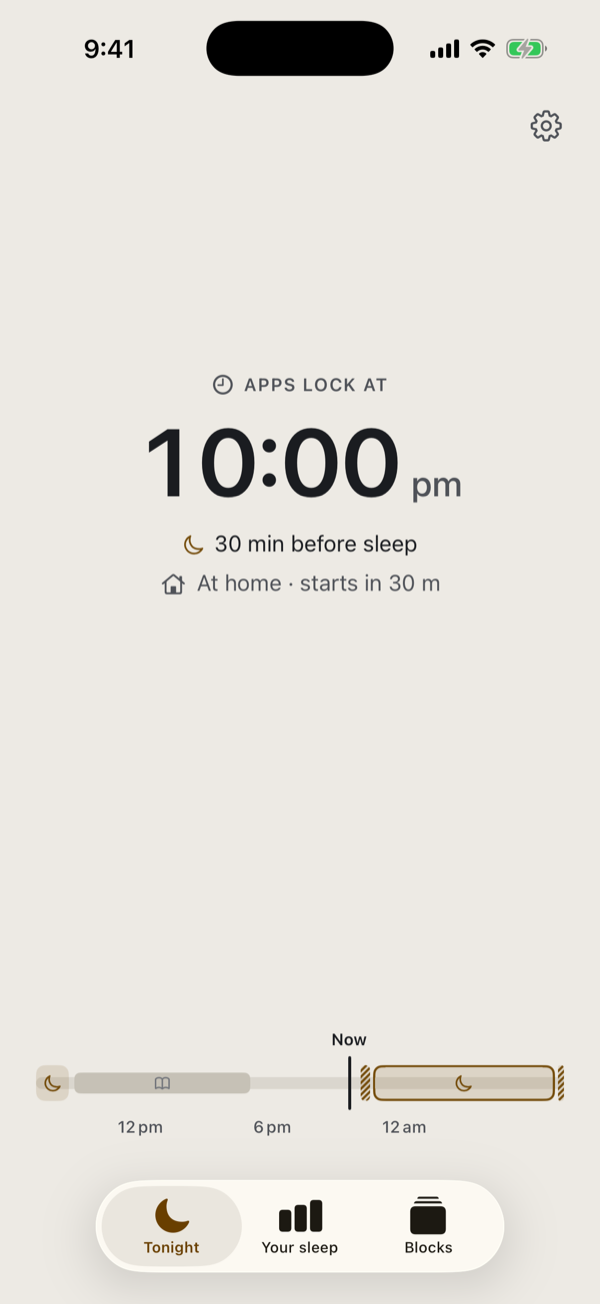 9:41
APPS LOCK AT
10:00 pm
30 min before sleep
At home · starts in 30 m
Now
12 pm 6 pm 12 am
Tonight Your sleep Blocks